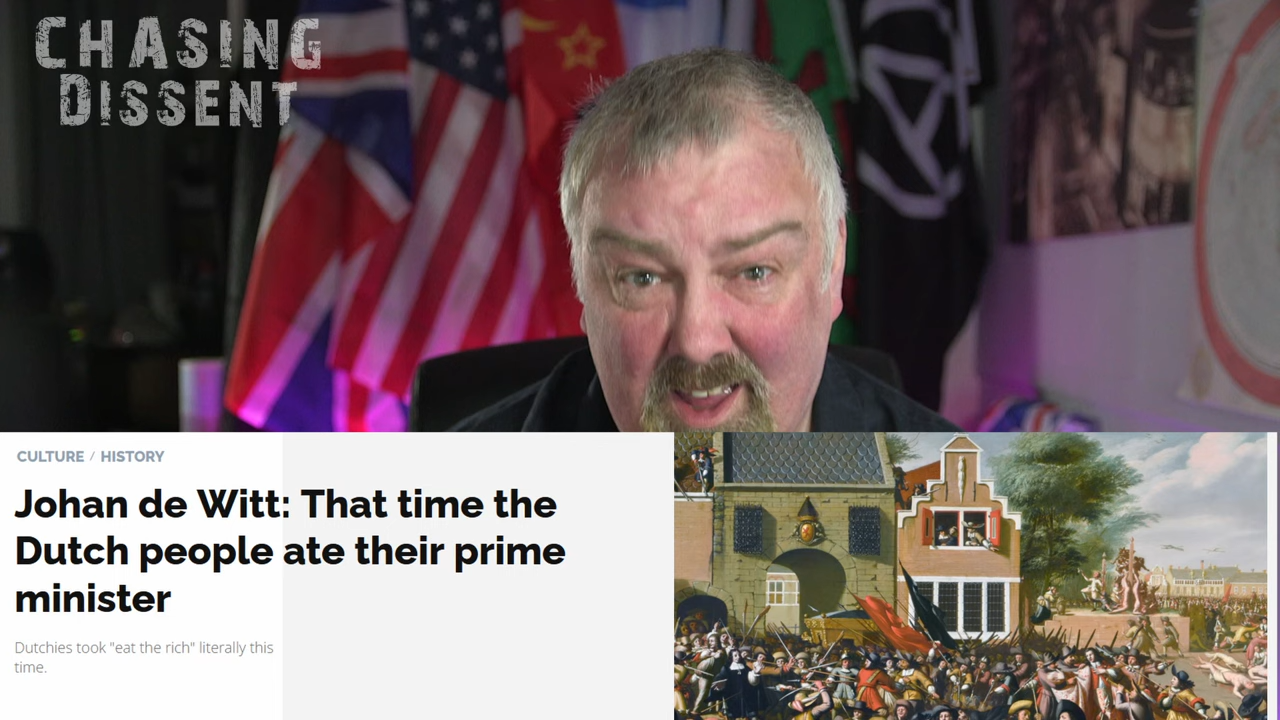 CHASING
DISSENT
CULTURE / HISTORY
Johan de Witt: That time the
Dutch people ate their prime
minister
Dutchies took "eat the rich" literally this
time.